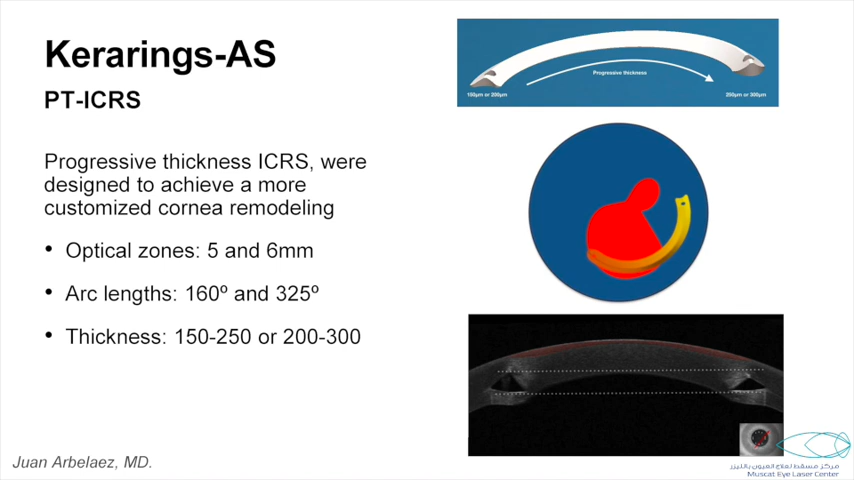 Kerarings-AS
PT-ICRS
Progressive thickness ICRS, were
designed to achieve a more
customized cornea remodeling
• Optical zones: 5 and 6mm
• Arc lengths: 160º and 325º
• Thickness: 150-250 or 200-300
Progressive thickness
150µm or 200µm
250µm or 300µm
Juan Arbelaez, MD.
مركز مسقط لعلاج العيون بالليزر
Muscat Eye Laser Center